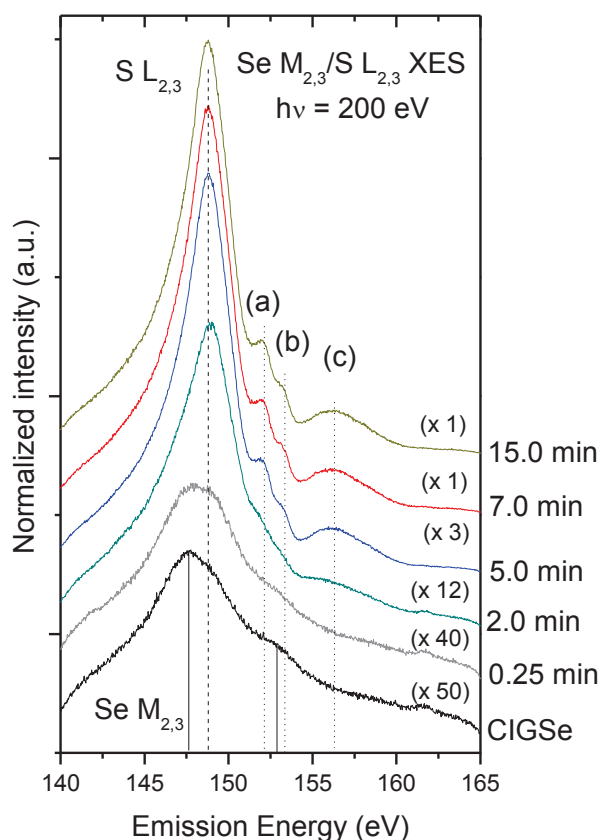 S L2,3
Se M2,3/S L2,3 XES
hν = 200 eV
(a)
(b)
(c)
(x 1)
15.0 min
(x 1)
7.0 min
(x 3)
5.0 min
(x 12)
2.0 min
(x 40)
0.25 min
(x 50)
CIGSe
Se M2,3
Normalized intensity (a.u.)
140 145 150 155 160 165
Emission Energy (eV)